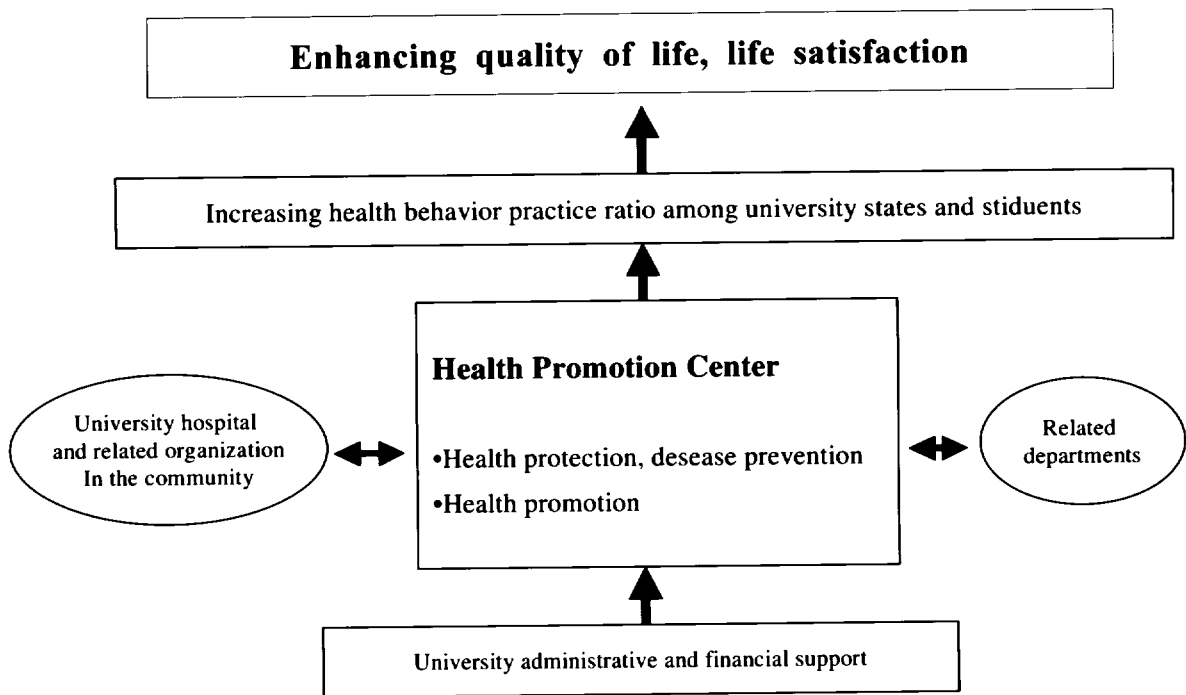 Enhancing quality of life, life satisfaction
Increasing health behavior practice ratio among university states and stiduents
Health Promotion Center
•Health protection, desease prevention
•Health promotion
University hospital
and related organization
In the community
Related
departments
University administrative and financial support